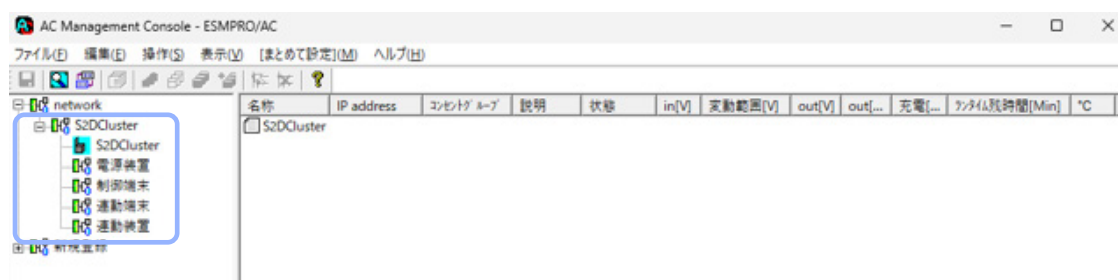 AC Management Console - ESMPRO/AC
ファイル(F) 編集(E) 操作(S) 表示(V) [まとめて設定](M) ヘルプ(H)
network
S2DCluster
S2DCluster
電源装置
制御端末
連動端末
連動装置
新規登録
名称 IP address コンセントグループ 説明 状態 in[V] 変動範囲[V] out[V] out[... 充電[... ランタイム残時間[Min] °C
S2DCluster